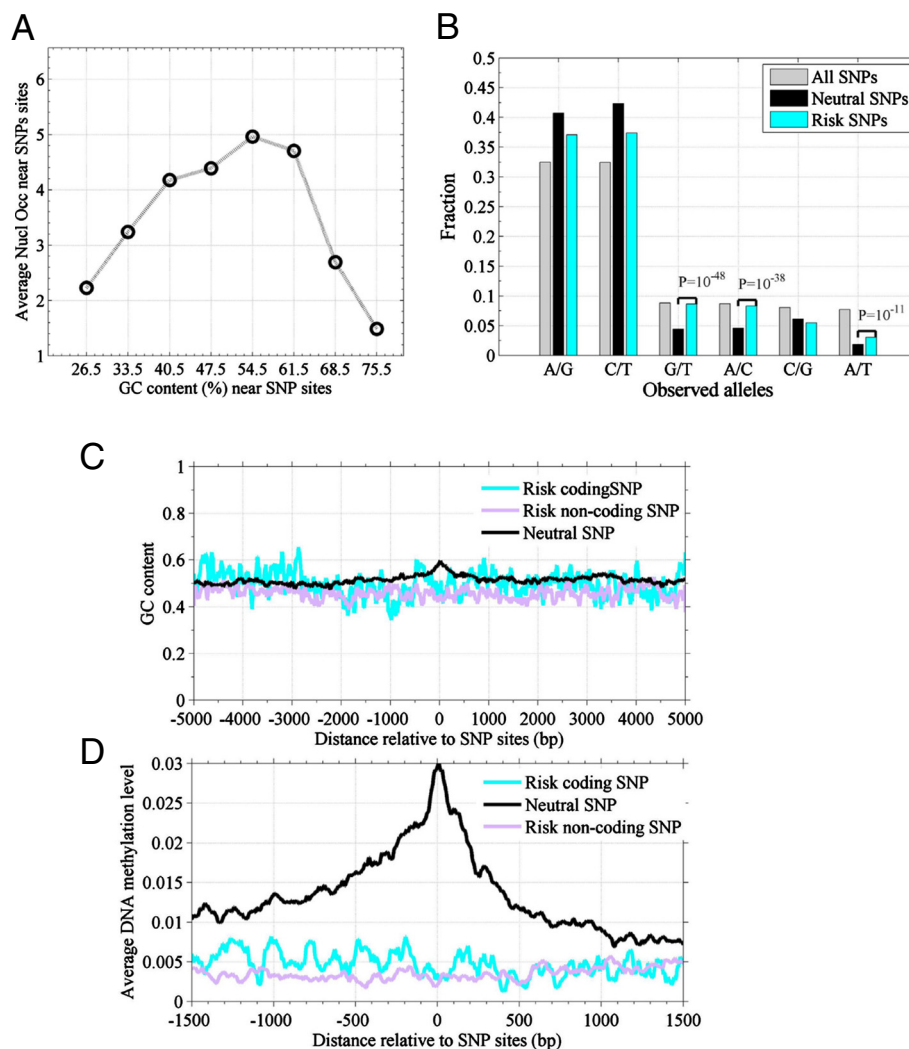 A
Average Nucl Occ near SNPs sites
6
5
4
3
2
1
26.5 33.5 40.5 47.5 54.5 61.5 68.5 75.5
GC content (%) near SNP sites
B
Fraction
0.5
0.45
0.4
0.35
0.3
0.25
0.2
0.15
0.1
0.05
0
All SNPs
Neutral SNPs
Risk SNPs
P=10-48
P=10-38
P=10-11
A/G C/T G/T A/C C/G A/T
Observed alleles
C
GC content
1
0.8
0.6
0.4
0.2
0
Risk codingSNP
Risk non-coding SNP
Neutral SNP
-5000 -4000 -3000 -2000 -1000 0 1000 2000 3000 4000 5000
Distance relative to SNP sites (bp)
D
Average DNA methylation level
0.03
0.025
0.02
0.015
0.01
0.005
0
Risk coding SNP
Neutral SNP
Risk non-coding SNP
-1500 -1000 -500 0 500 1000 1500
Distance relative to SNP sites (bp)